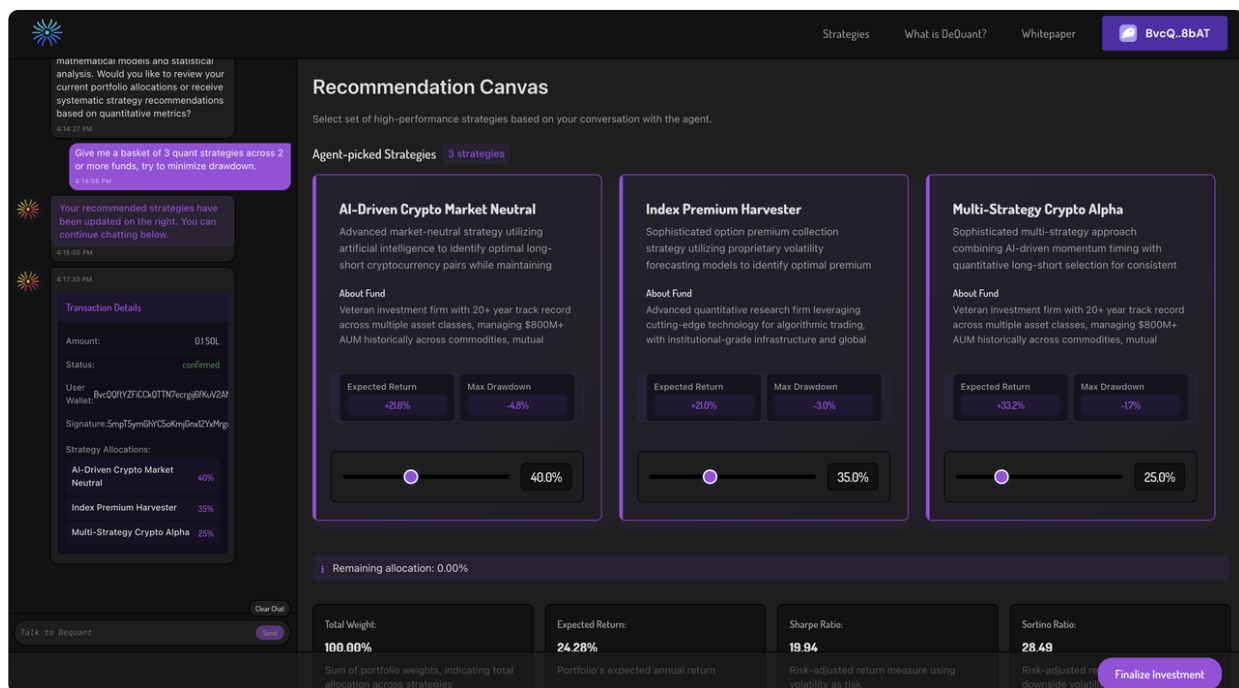 Strategies
What is DeQuant?
Whitepaper
BvcQ..8bAT
mathematical models and statistical
analysis. Would you like to review your
current portfolio allocations or receive
systematic strategy recommendations
based on quantitative metrics?
4:14:27 PM
Give me a basket of 3 quant strategies across 2
or more funds, try to minimize drawdown.
4:14:56 PM
Your recommended strategies have
been updated on the right. You can
continue chatting below.
4:15:05 PM
4:17:33 PM
Transaction Details
Amount: 0.1 SOL
Status: confirmed
User
Wallet:
Signature:
Strategy Allocations:
AI-Driven Crypto Market
Neutral 40%
Index Premium Harvester 35%
Multi-Strategy Crypto Alpha 25%
Clear Chat
Talk to Dequant
Send
Recommendation Canvas
Select set of high-performance strategies based on your conversation with the agent.
Agent-picked Strategies 3 strategies
AI-Driven Crypto Market Neutral
Advanced market-neutral strategy utilizing
artificial intelligence to identify optimal long-
short cryptocurrency pairs while maintaining
About Fund
Veteran investment firm with 20+ year track record
across multiple asset classes, managing $800M+
AUM historically across commodities, mutual
Expected Return
+21.6%
Max Drawdown
-4.8%
40.0%
Index Premium Harvester
Sophisticated option premium collection
strategy utilizing proprietary volatility
forecasting models to identify optimal premium
About Fund
Advanced quantitative research firm leveraging
cutting-edge technology for algorithmic trading,
with institutional-grade infrastructure and global
Expected Return
+21.0%
Max Drawdown
-3.0%
35.0%
Multi-Strategy Crypto Alpha
Sophisticated multi-strategy approach
combining AI-driven momentum timing with
quantitative long-short selection for consistent
About Fund
Veteran investment firm with 20+ year track record
across multiple asset classes, managing $800M+
AUM historically across commodities, mutual
Expected Return
+33.2%
Max Drawdown
-1.7%
25.0%
i Remaining allocation: 0.00%
Total Weight:
100.00%
Sum of portfolio weights, indicating total
allocation across strategies
Expected Return:
24.28%
Portfolio's expected annual return
Sharpe Ratio:
19.94
Risk-adjusted return measure using
volatility as risk
Sortino Ratio:
28.49
Risk-adjusted
downside
Finalize Investment